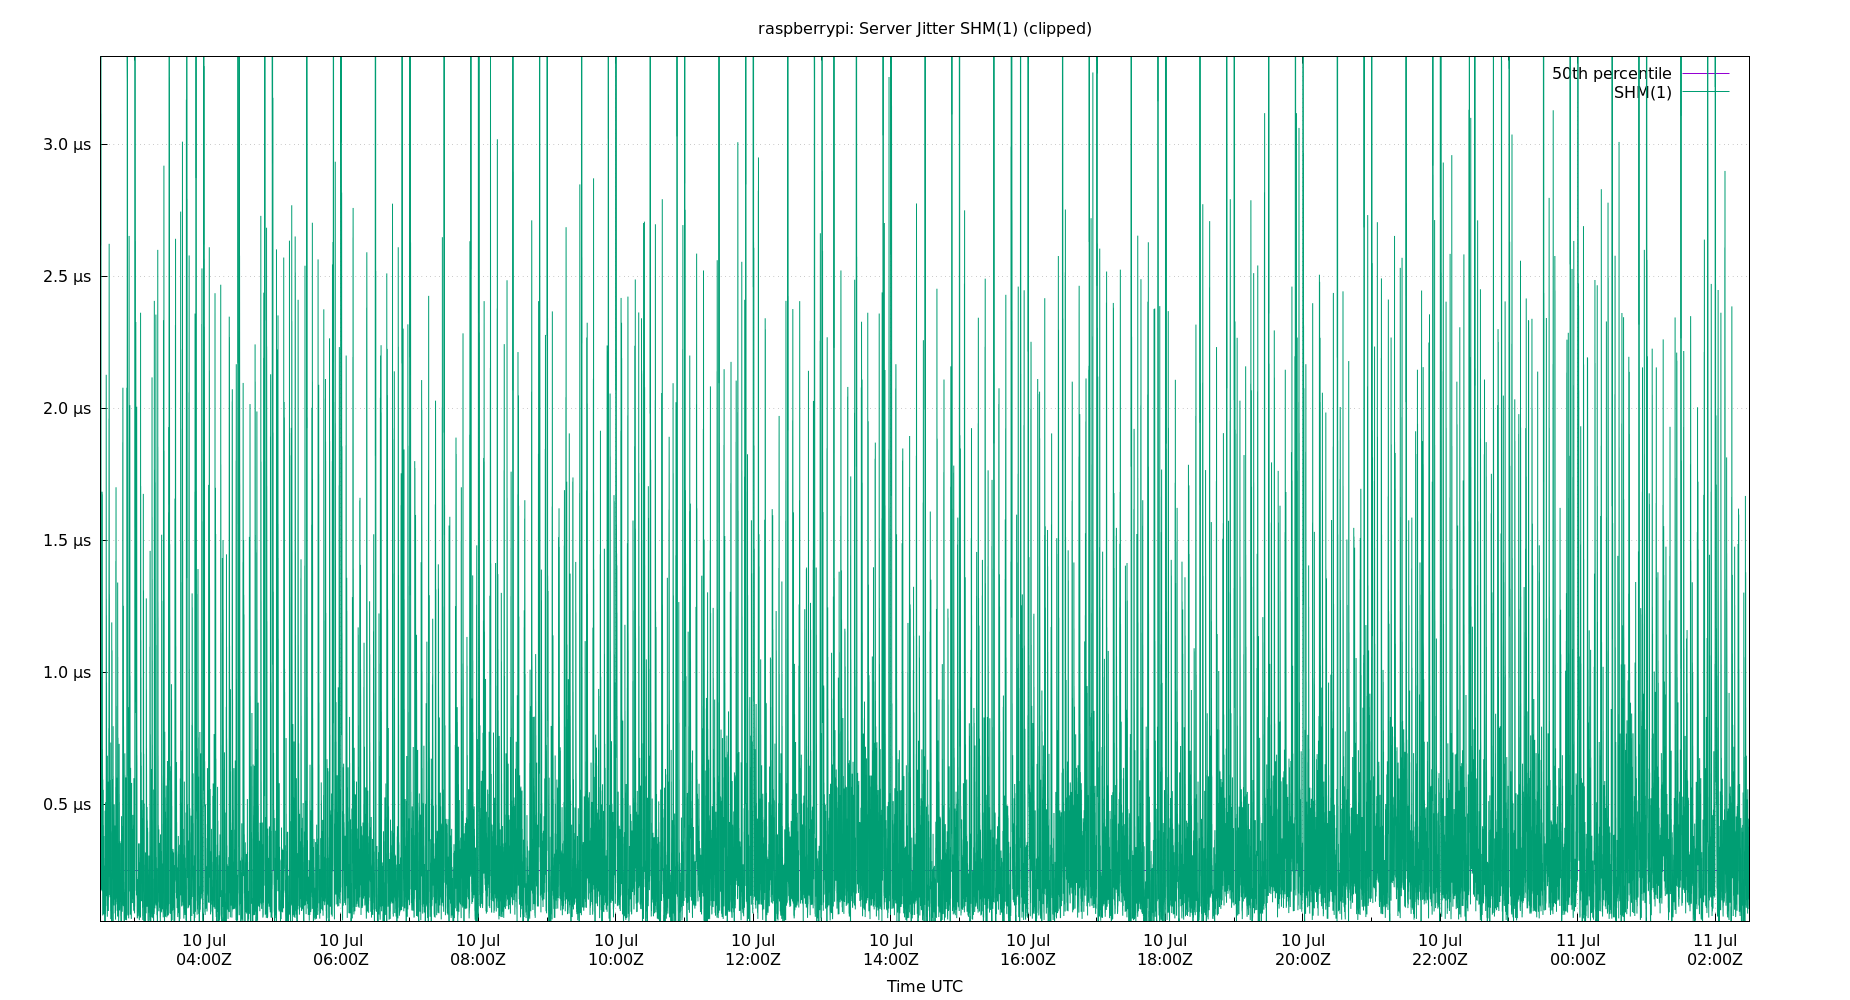 raspberrypi: Server Jitter SHM(1) (clipped)
50th percentile
SHM(1)
3.0 µs
2.5 µs
2.0 µs
1.5 µs
1.0 µs
0.5 µs
10 Jul 10 Jul 10 Jul 10 Jul 10 Jul 10 Jul 10 Jul 10 Jul 10 Jul 10 Jul 11 Jul 11 Jul
04:00Z 06:00Z 08:00Z 10:00Z 12:00Z 14:00Z 16:00Z 18:00Z 20:00Z 22:00Z 00:00Z 02:00Z
Time UTC